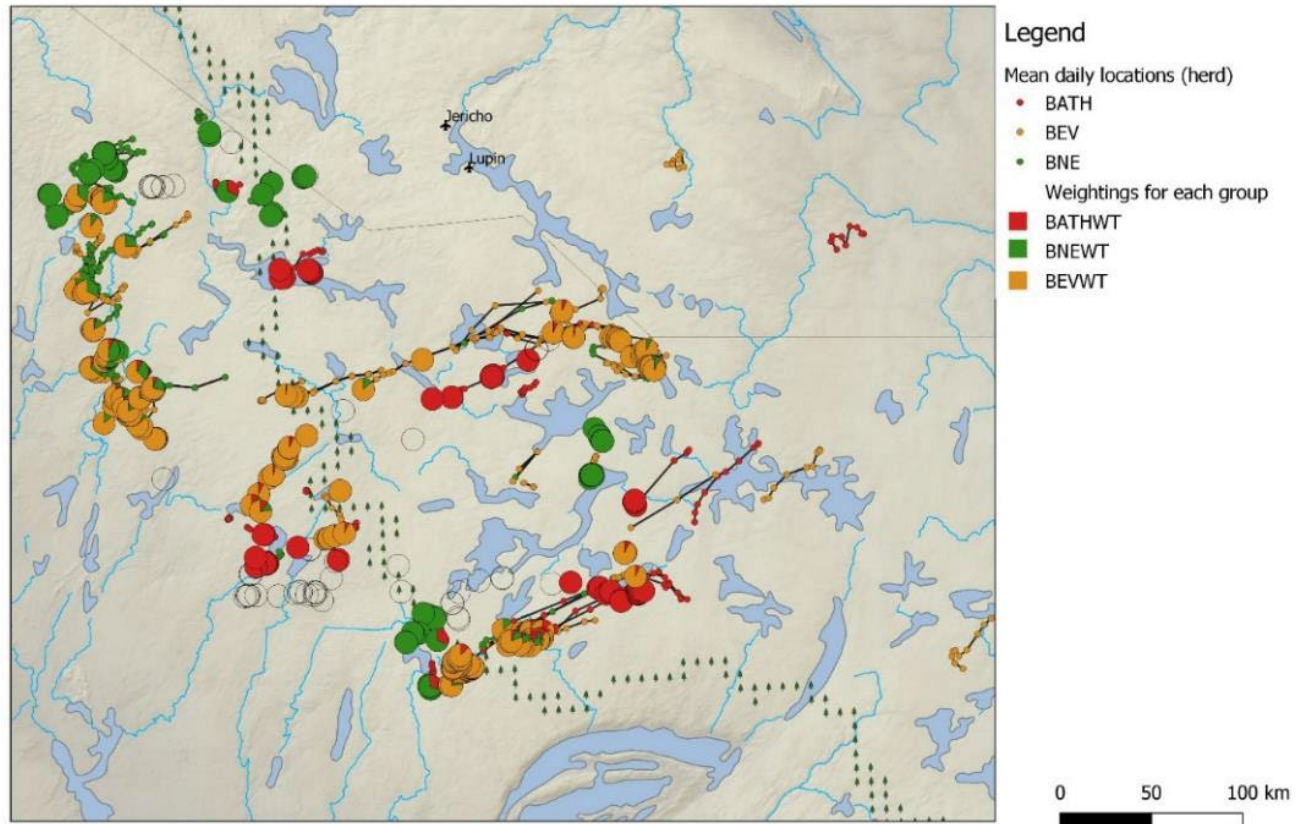 Jericho
Lupin
Legend
Mean daily locations (herd)
BATH
BEV
BNE
Weightings for each group
BATHWT
BNEWT
BEVWT
0 50 100 km